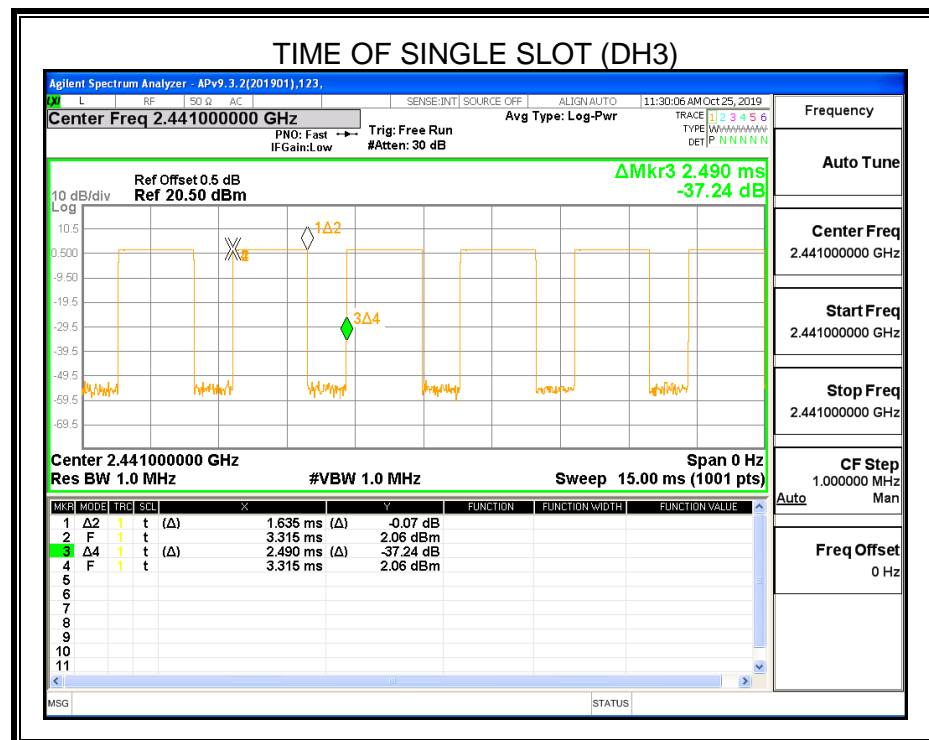 TIME OF SINGLE SLOT (DH3)
Agilent Spectrum Analyzer - APv9.3.2(201901),123,
LXI L RF 50 Ω AC SENSE:INT SOURCE OFF ALIGN AUTO 11:30:06 AM Oct 25, 2019
Center Freq 2.441000000 GHz
PNO: Fast
IFGain:Low
Trig: Free Run
#Atten: 30 dB
Avg Type: Log-Pwr
TRACE 1 2 3 4 5 6
TYPE W
DET P N N N N N
ΔMkr3 2.490 ms
-37.24 dB
Ref Offset 0.5 dB
10 dB/div Ref 20.50 dBm
Log
10.5
0.500
-9.50
-19.5
-29.5
-39.5
-49.5
-59.5
-69.5
1Δ2
3Δ4
Center 2.441000000 GHz Span 0 Hz
Res BW 1.0 MHz #VBW 1.0 MHz Sweep 15.00 ms (1001 pts)
MKR MODE TRC SCL X Y FUNCTION FUNCTION WIDTH FUNCTION VALUE
1 Δ2 1 t (Δ) 1.635 ms (Δ) -0.07 dB
2 F 1 t 3.315 ms 2.06 dBm
3 Δ4 1 t (Δ) 2.490 ms (Δ) -37.24 dB
4 F 1 t 3.315 ms 2.06 dBm
5
6
7
8
9
10
11
MSG STATUS
Frequency
Auto Tune
Center Freq
2.441000000 GHz
Start Freq
2.441000000 GHz
Stop Freq
2.441000000 GHz
CF Step
1.000000 MHz
Auto Man
Freq Offset
0 Hz